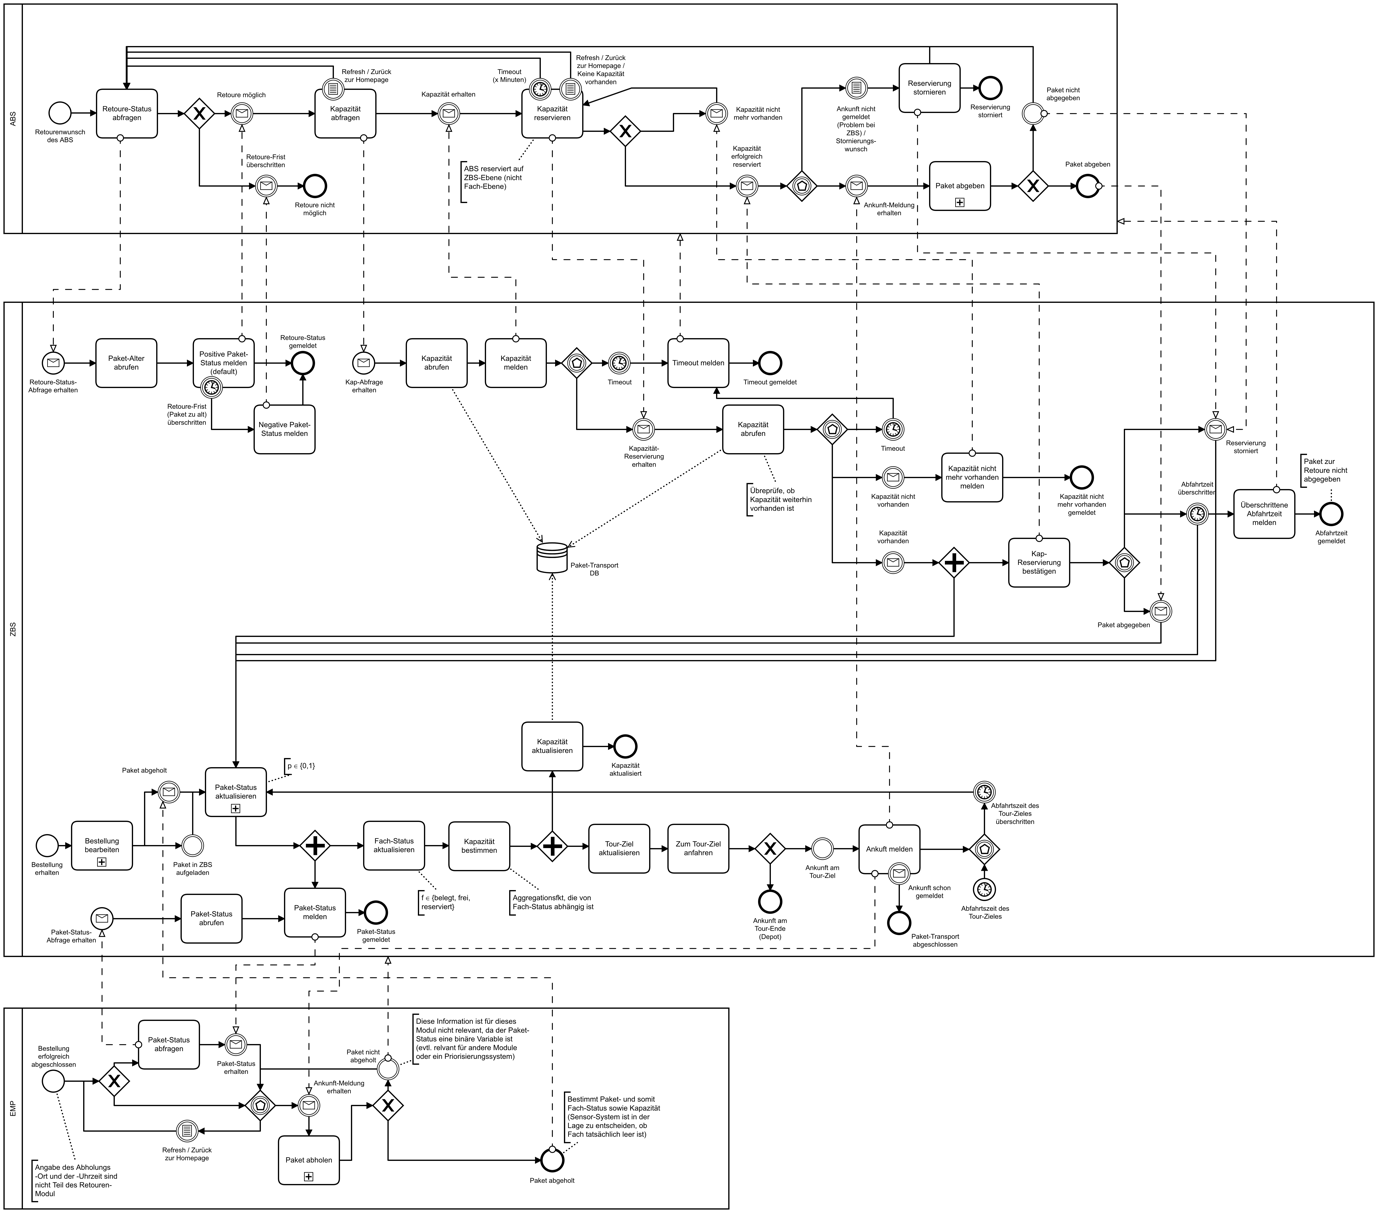 ABS
Retourenwunsch
des ABS
Retoure-Status
abfragen
Retoure möglich
Retoure-Frist
überschritten
Retoure nicht
möglich
Refresh / Zurück
zur Homepage
Kapazität
abfragen
Kapazität erhalten
Timeout
(x Minuten)
Refresh / Zurück
zur Homepage /
Keine Kapazität
vorhanden
Kapazität
reservieren
ABS reserviert auf
ZBS-Ebene (nicht
Fach-Ebene)
Kapazität nicht
mehr vorhanden
Kapazität
erfolgreich
reserviert
Ankunft nicht
gemeldet
(Problem bei
ZBS) /
Stornierungs-
wunsch
Ankunft-Meldung
erhalten
Reservierung
stornieren
Reservierung
storniert
Paket abgeben
Paket nicht
abgegeben
Paket abgeben
ZBS
Retoure-Status-
Abfrage erhalten
Paket-Alter
abrufen
Positive Paket-
Status melden
(default)
Retoure-Frist
(Paket zu alt)
überschritten
Negative Paket-
Status melden
Retoure-Status
gemeldet
Kap-Abfrage
erhalten
Kapazität
abrufen
Kapazität
melden
Timeout
Timeout melden
Timeout gemeldet
Kapazität-
Reservierung
erhalten
Kapazität
abrufen
Übreprüfe, ob
Kapazität weiterhin
vorhanden ist
Timeout
Kapazität nicht
vorhanden
Kapazität nicht
mehr vorhanden
melden
Kapazität nicht
mehr vorhanden
gemeldet
Kapazität
vorhanden
Kap-
Reservierung
bestätigen
Reservierung
storniert
Abfahrtzeit
überschritten
Überschrittene
Abfahrtzeit
melden
Paket zur
Retoure nicht
abgegeben
Abfahrtzeit
gemeldet
Paket abgegeben
Paket-Transport
DB
Kapazität
aktualisieren
Kapazität
aktualisiert
Paket abgeholt
Paket-Status
aktualisieren
p ∈ {0,1}
Bestellung
erhalten
Bestellung
bearbeiten
Paket in ZBS
aufgeladen
Fach-Status
aktualisieren
f ∈ {belegt, frei,
reserviert}
Kapazität
bestimmen
Aggregationsfkt, die von
Fach-Status abhängig ist
Tour-Ziel
aktualisieren
Zum Tour-Ziel
anfahren
Ankunft am
Tour-Ende
(Depot)
Ankunft am
Tour-Ziel
Ankuft melden
Ankunft schon
gemeldet
Paket-Transport
abgeschlossen
Abfahrtszeit des
Tour-Zieles
überschritten
Abfahrtszeit des
Tour-Zieles
Paket-Status-
Abfrage erhalten
Paket-Status
abrufen
Paket-Status
melden
Paket-Status
gemeldet
EMP
Bestellung
erfolgreich
abgeschlossen
Paket-Status
abfragen
Paket-Status
erhalten
Refresh / Zurück
zur Homepage
Angabe des Abholungs
-Ort und der -Uhrzeit sind
nicht Teil des Retouren-
Modul
Ankunft-Meldung
erhalten
Paket abholen
Paket nicht
abgeholt
Diese Information ist für dieses
Modul nicht relevant, da der Paket-
Status eine binäre Variable ist
(evtl. relvant für andere Module
oder ein Priorisierungssystem)
Bestimmt Paket- und somit
Fach-Status sowie Kapazität
(Sensor-System ist in der
Lage zu entscheiden, ob
Fach tatsächlich leer ist)
Paket abgeholt